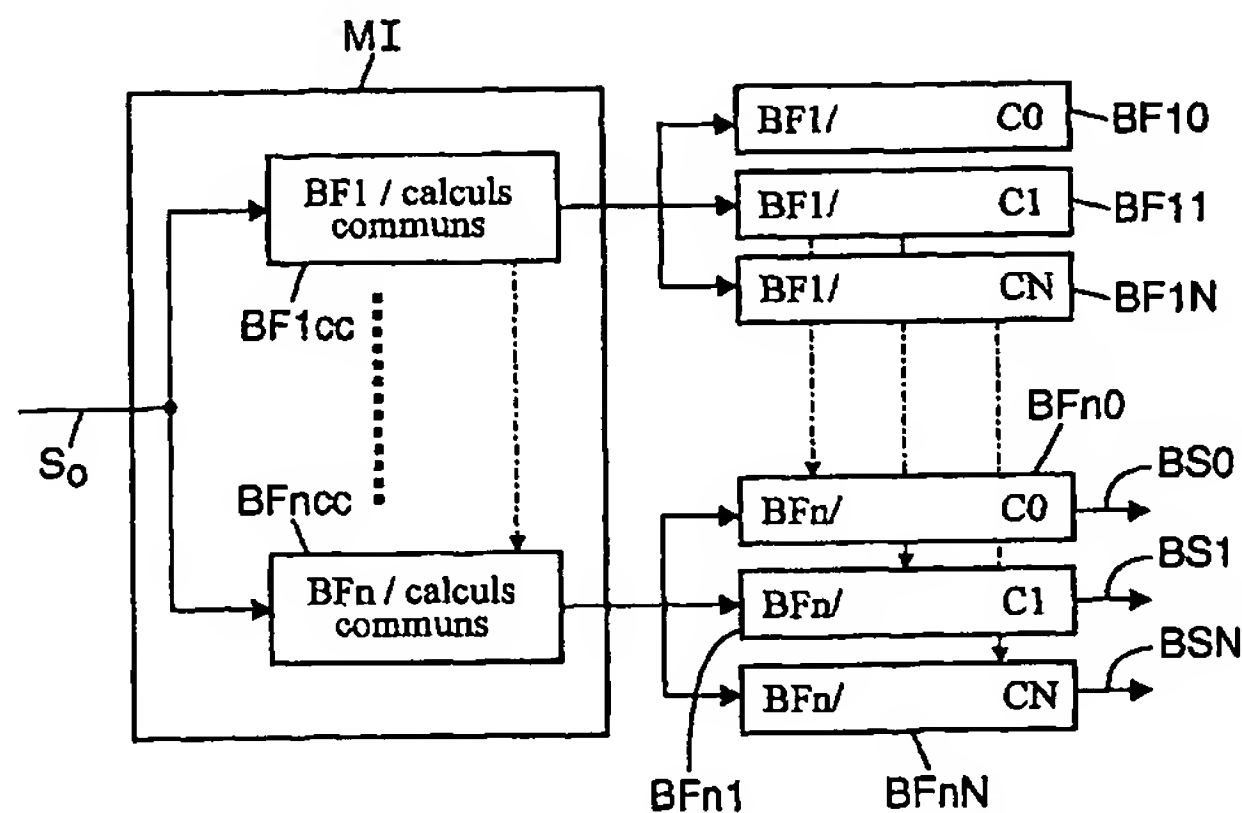 MI
BF1/ C0
BF10
BF1 / calculs
communs
BF1/ C1
BF11
BF1/ CN
BF1N
BF1cc
BFn0
S0
BFncc
BFn/ C0
BS0
BFn / calculs
communs
BFn/ C1
BS1
BFn/ CN
BSN
BFn1
BFnN